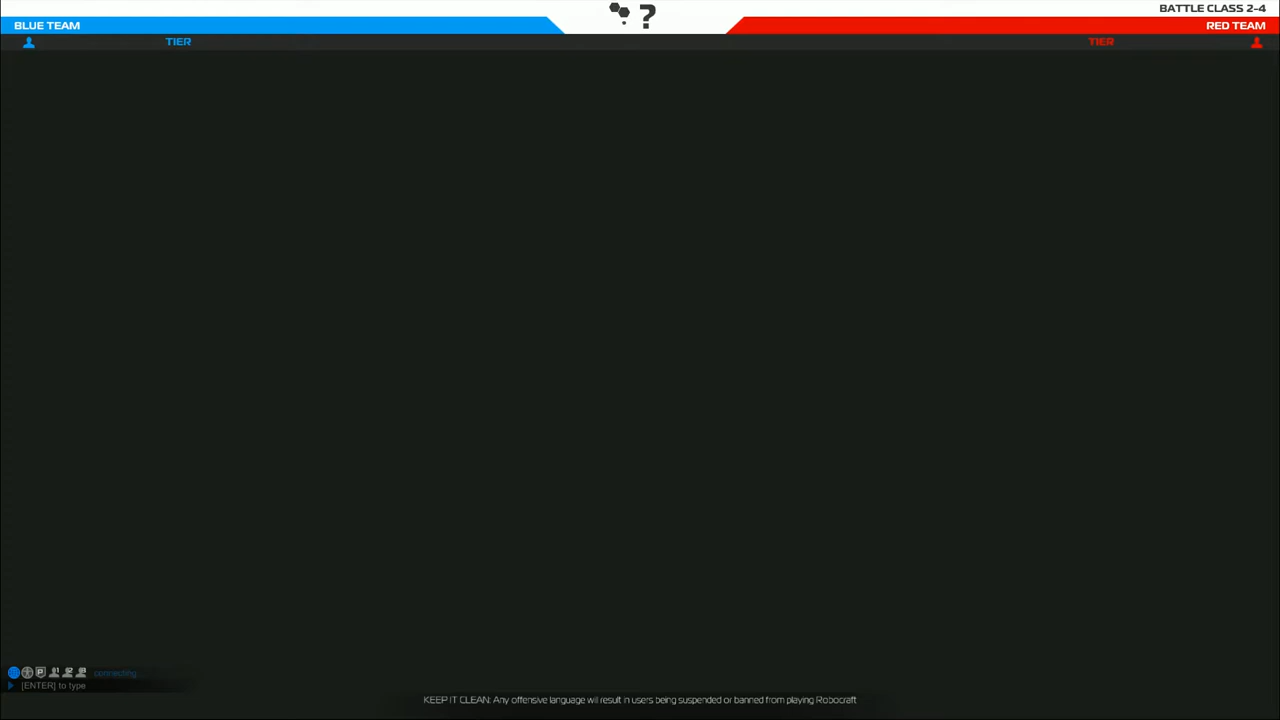 BATTLE CLASS 2-4
?
BLUE TEAM
RED TEAM
TIER
TIER
connecting...
[ENTER] to type
KEEP IT CLEAN: Any offensive language will result in users being suspended or banned from playing Robocraft